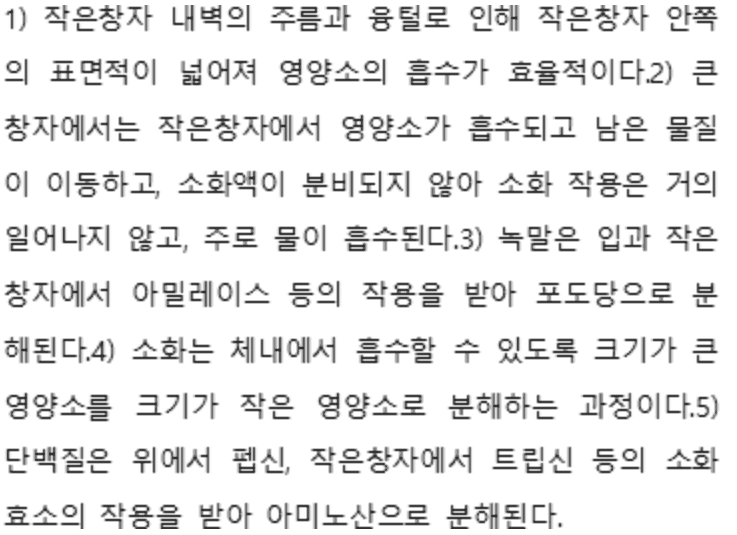 1) 작은창자 내벽의 주름과 융털로 인해 작은창자 안쪽
의 표면적이 넓어져 영양소의 흡수가 효율적이다.2) 큰
창자에서는 작은창자에서 영양소가 흡수되고 남은 물질
이 이동하고, 소화액이 분비되지 않아 소화 작용은 거의
일어나지 않고, 주로 물이 흡수된다.3) 녹말은 입과 작은
창자에서 아밀레이스 등의 작용을 받아 포도당으로 분
해된다.4) 소화는 체내에서 흡수할 수 있도록 크기가 큰
영양소를 크기가 작은 영양소로 분해하는 과정이다.5)
단백질은 위에서 펩신, 작은창자에서 트립신 등의 소화
효소의 작용을 받아 아미노산으로 분해된다.